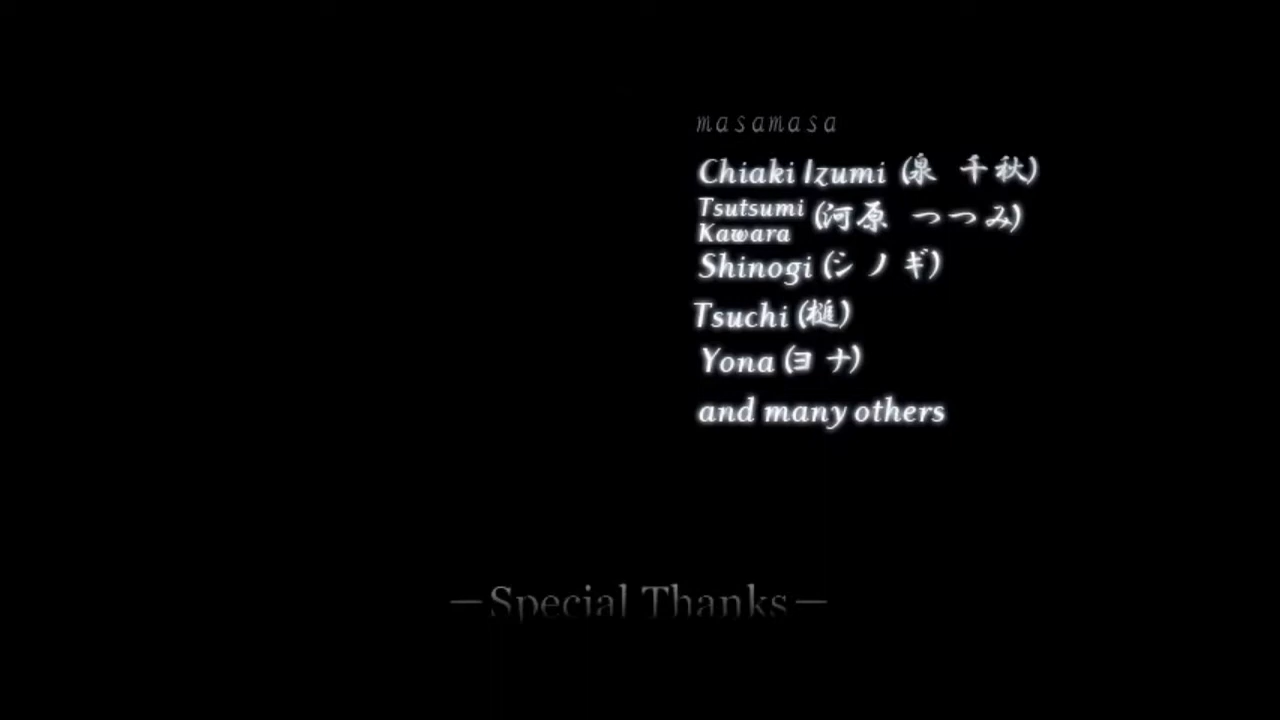 masamasa
Chiaki Izumi (泉 千秋)
Tsutsumi
Kawara (河原 つつみ)
Shinogi (シノギ)
Tsuchi (槌)
Yona (ヨナ)
and many others
－Special Thanks－